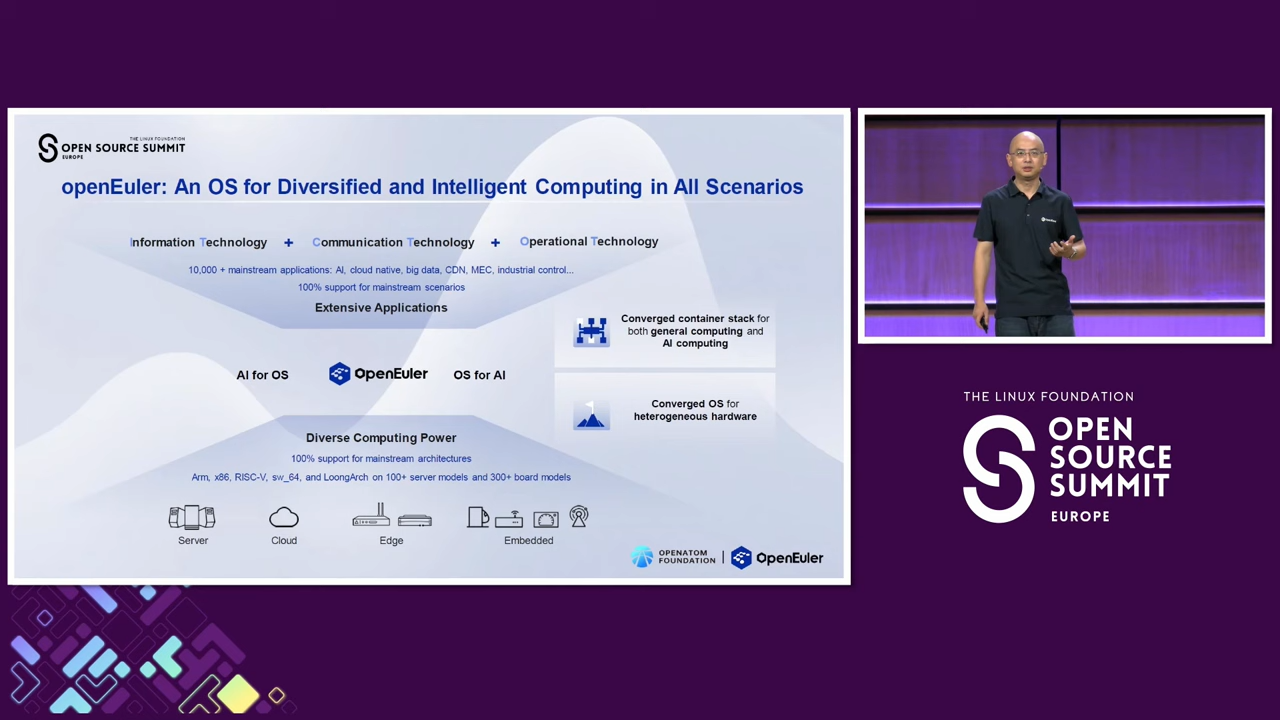 THE LINUX FOUNDATION
OPEN SOURCE SUMMIT
EUROPE
openEuler: An OS for Diversified and Intelligent Computing in All Scenarios
Information Technology + Communication Technology + Operational Technology
10,000 + mainstream applications: AI, cloud native, big data, CDN, MEC, industrial control...
100% support for mainstream scenarios
Extensive Applications
AI for OS
OpenEuler
OS for AI
Converged container stack for
both general computing and
AI computing
Converged OS for
heterogeneous hardware
Diverse Computing Power
100% support for mainstream architectures
Arm, x86, RISC-V, sw_64, and LoongArch on 100+ server models and 300+ board models
Server
Cloud
Edge
Embedded
OPENATOM
FOUNDATION
OpenEuler
THE LINUX FOUNDATION
OPEN
SOURCE
SUMMIT
EUROPE